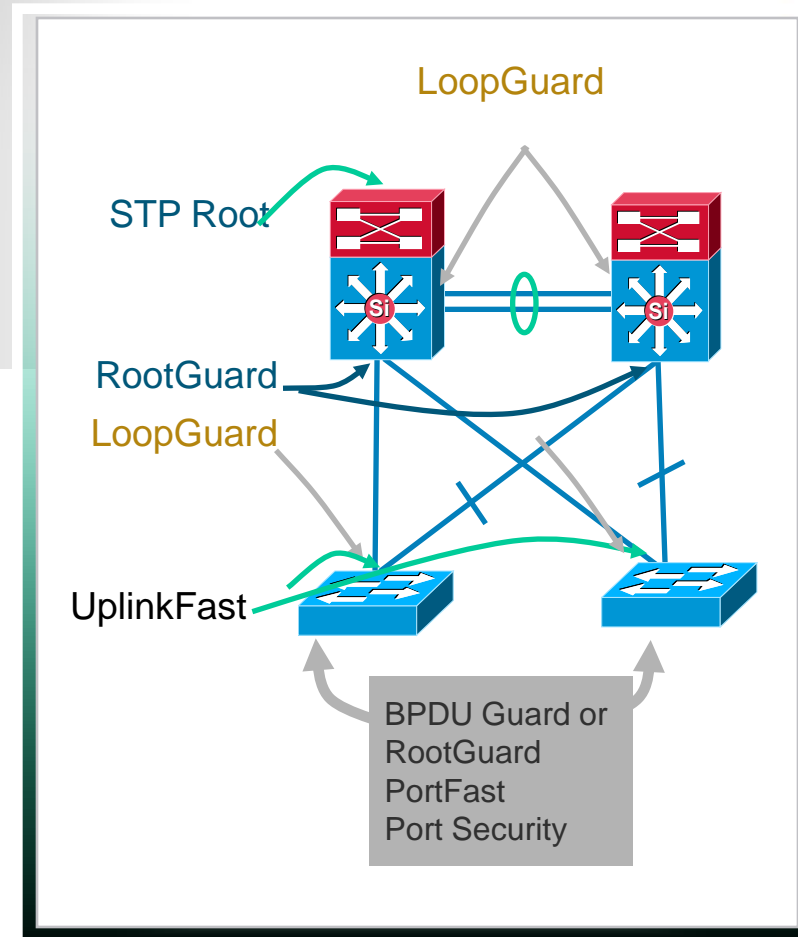 LoopGuard
STP Root
Si
Si
RootGuard
LoopGuard
UplinkFast
BPDU Guard or
RootGuard
PortFast
Port Security